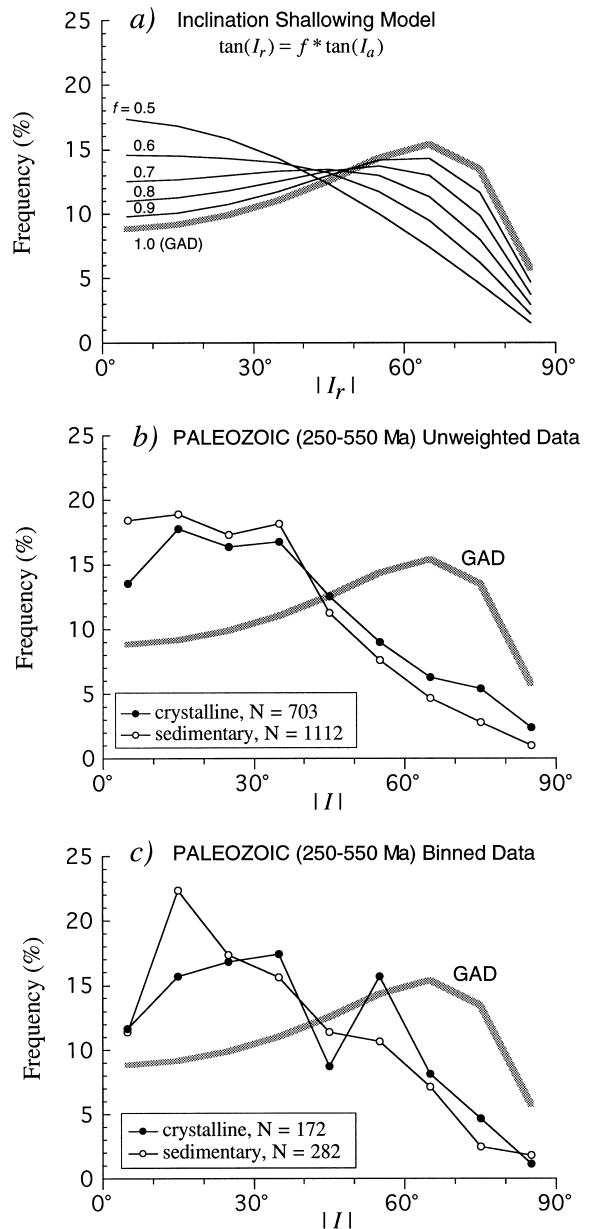 a) Inclination Shallowing Model
tan(Ir) = f * tan(Ia)
Frequency (%)
25
20
15
10
5
0
f = 0.5
0.6
0.7
0.8
0.9
1.0 (GAD)
0° 30° 60° 90°
| Ir |
b) PALEOZOIC (250-550 Ma) Unweighted Data
Frequency (%)
25
20
15
10
5
0
GAD
crystalline, N = 703
sedimentary, N = 1112
0° 30° 60° 90°
| I |
c) PALEOZOIC (250-550 Ma) Binned Data
Frequency (%)
25
20
15
10
5
0
GAD
crystalline, N = 172
sedimentary, N = 282
0° 30° 60° 90°
| I |